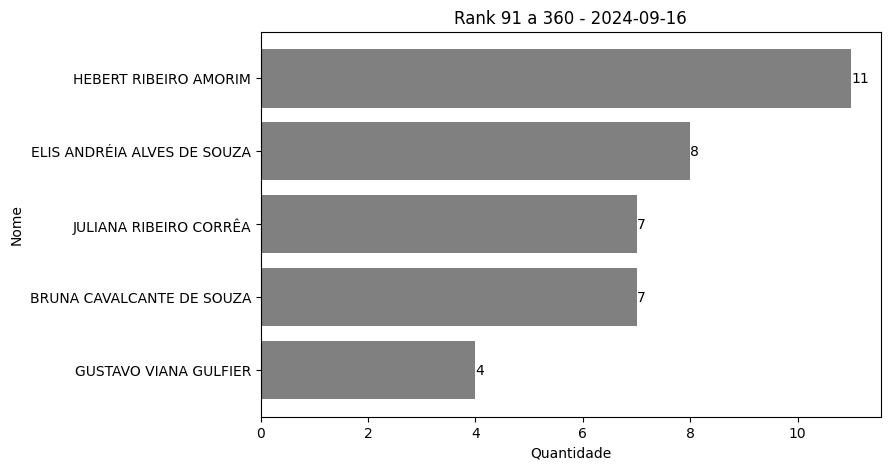 Rank 91 a 360 - 2024-09-16
HEBERT RIBEIRO AMORIM
11
ELIS ANDRÉIA ALVES DE SOUZA
8
JULIANA RIBEIRO CORRÊA
7
BRUNA CAVALCANTE DE SOUZA
7
GUSTAVO VIANA GULFIER
4
Nome
0 2 4 6 8 10
Quantidade